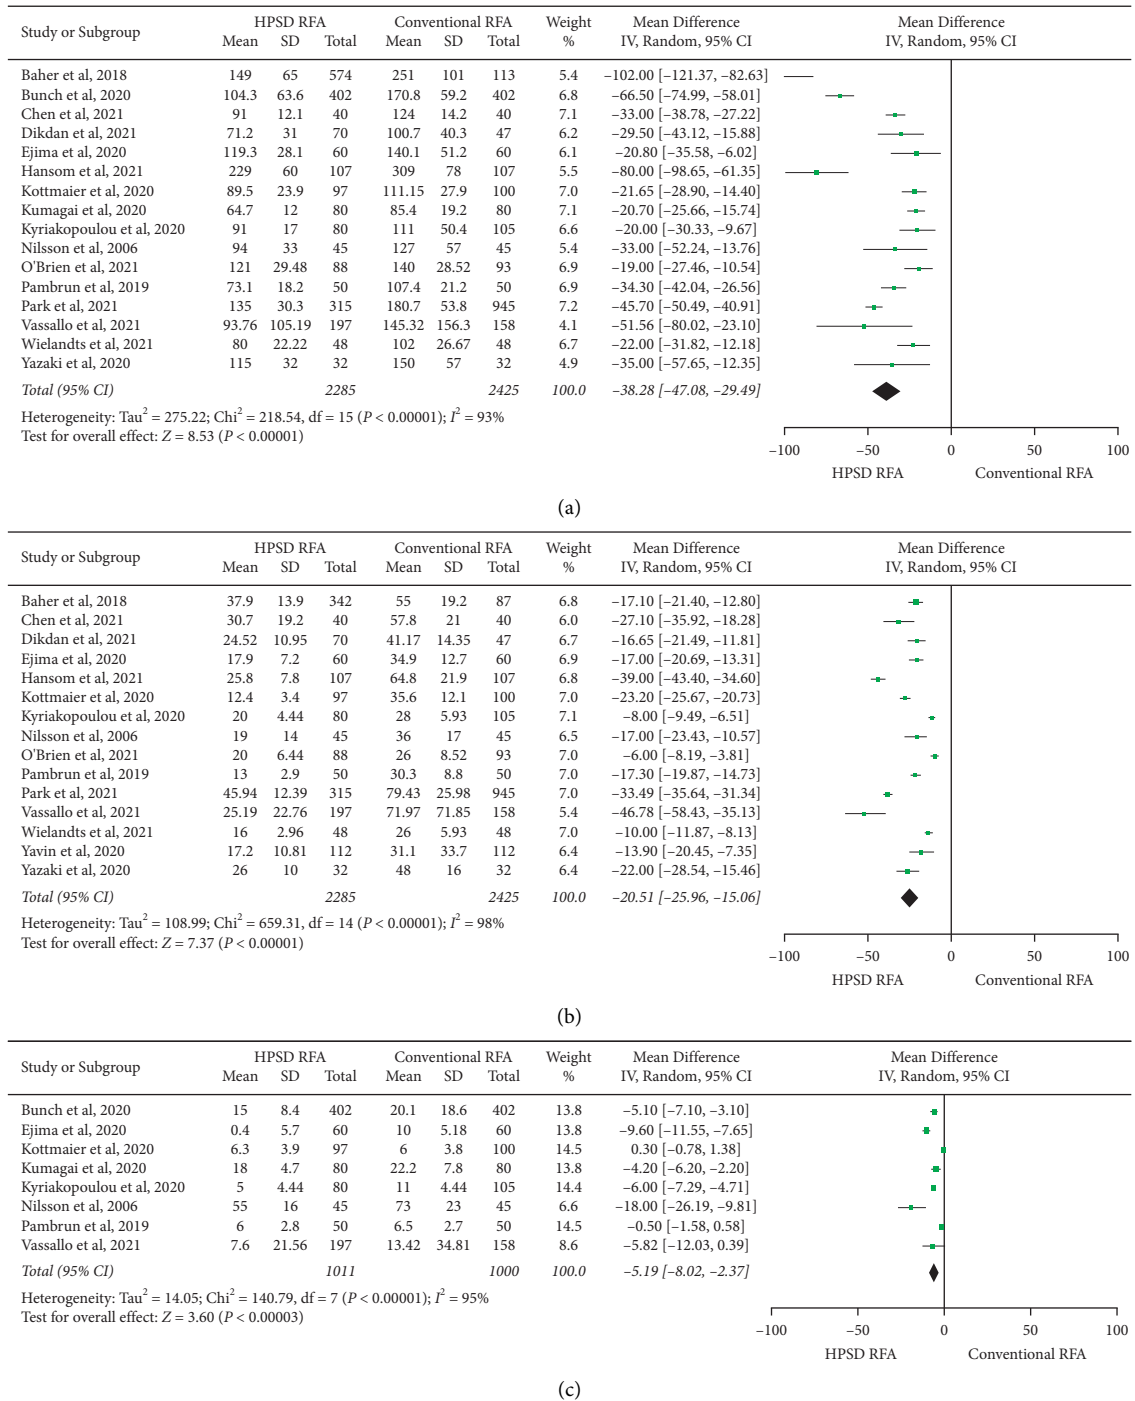 Study or Subgroup HPSD RFA Conventional RFA Weight Mean Difference Mean Difference
Mean SD Total Mean SD Total % IV, Random, 95% CI IV, Random, 95% CI
Baher et al, 2018 149 65 574 251 101 113 5.4 –102.00 [–121.37, –82.63]
Bunch et al, 2020 104.3 63.6 402 170.8 59.2 402 6.8 –66.50 [–74.99, –58.01]
Chen et al, 2021 91 12.1 40 124 14.2 40 7.1 –33.00 [–38.78, –27.22]
Dikdan et al, 2021 71.2 31 70 100.7 40.3 47 6.2 –29.50 [–43.12, –15.88]
Ejima et al, 2020 119.3 28.1 60 140.1 51.2 60 6.1 –20.80 [–35.58, –6.02]
Hansom et al, 2021 229 60 107 309 78 107 5.5 –80.00 [–98.65, –61.35]
Kottmaier et al, 2020 89.5 23.9 97 111.15 27.9 100 7.0 –21.65 [–28.90, –14.40]
Kumagai et al, 2020 64.7 12 80 85.4 19.2 80 7.1 –20.70 [–25.66, –15.74]
Kyriakopoulou et al, 2020 91 17 80 111 50.4 105 6.6 –20.00 [–30.33, –9.67]
Nilsson et al, 2006 94 33 45 127 57 45 5.4 –33.00 [–52.24, –13.76]
O'Brien et al, 2021 121 29.48 88 140 28.52 93 6.9 –19.00 [–27.46, –10.54]
Pambrun et al, 2019 73.1 18.2 50 107.4 21.2 50 7.0 –34.30 [–42.04, –26.56]
Park et al, 2021 135 30.3 315 180.7 53.8 945 7.2 –45.70 [–50.49, –40.91]
Vassallo et al, 2021 93.76 105.19 197 145.32 156.3 158 4.1 –51.56 [–80.02, –23.10]
Wielandts et al, 2021 80 22.22 48 102 26.67 48 6.7 –22.00 [–31.82, –12.18]
Yazaki et al, 2020 115 32 32 150 57 32 4.9 –35.00 [–57.65, –12.35]
Total (95% CI) 2285 2425 100.0 –38.28 [–47.08, –29.49]
Heterogeneity: Tau² = 275.22; Chi² = 218.54, df = 15 (P < 0.00001); I² = 93%
Test for overall effect: Z = 8.53 (P < 0.00001)
–100 –50 0 50 100
HPSD RFA Conventional RFA
(a)
Study or Subgroup HPSD RFA Conventional RFA Weight Mean Difference Mean Difference
Mean SD Total Mean SD Total % IV, Random, 95% CI IV, Random, 95% CI
Baher et al, 2018 37.9 13.9 342 55 19.2 87 6.8 –17.10 [–21.40, –12.80]
Chen et al, 2021 30.7 19.2 40 57.8 21 40 6.0 –27.10 [–35.92, –18.28]
Dikdan et al, 2021 24.52 10.95 70 41.17 14.35 47 6.7 –16.65 [–21.49, –11.81]
Ejima et al, 2020 17.9 7.2 60 34.9 12.7 60 6.9 –17.00 [–20.69, –13.31]
Hansom et al, 2021 25.8 7.8 107 64.8 21.9 107 6.8 –39.00 [–43.40, –34.60]
Kottmaier et al, 2020 12.4 3.4 97 35.6 12.1 100 7.0 –23.20 [–25.67, –20.73]
Kyriakopoulou et al, 2020 20 4.44 80 28 5.93 105 7.1 –8.00 [–9.49, –6.51]
Nilsson et al, 2006 19 14 45 36 17 45 6.5 –17.00 [–23.43, –10.57]
O'Brien et al, 2021 20 6.44 88 26 8.52 93 7.0 –6.00 [–8.19, –3.81]
Pambrun et al, 2019 13 2.9 50 30.3 8.8 50 7.0 –17.30 [–19.87, –14.73]
Park et al, 2021 45.94 12.39 315 79.43 25.98 945 7.0 –33.49 [–35.64, –31.34]
Vassallo et al, 2021 25.19 22.76 197 71.97 71.85 158 5.4 –46.78 [–58.43, –35.13]
Wielandts et al, 2021 16 2.96 48 26 5.93 48 7.0 –10.00 [–11.87, –8.13]
Yavin et al, 2020 17.2 10.81 112 31.1 33.7 112 6.4 –13.90 [–20.45, –7.35]
Yazaki et al, 2020 26 10 32 48 16 32 6.4 –22.00 [–28.54, –15.46]
Total (95% CI) 2285 2425 100.0 –20.51 [–25.96, –15.06]
Heterogeneity: Tau² = 108.99; Chi² = 659.31, df = 14 (P < 0.00001); I² = 98%
Test for overall effect: Z = 7.37 (P < 0.00001)
–100 –50 0 50 100
HPSD RFA Conventional RFA
(b)
Study or Subgroup HPSD RFA Conventional RFA Weight Mean Difference Mean Difference
Mean SD Total Mean SD Total % IV, Random, 95% CI IV, Random, 95% CI
Bunch et al, 2020 15 8.4 402 20.1 18.6 402 13.8 –5.10 [–7.10, –3.10]
Ejima et al, 2020 0.4 5.7 60 10 5.18 60 13.8 –9.60 [–11.55, –7.65]
Kottmaier et al, 2020 6.3 3.9 97 6 3.8 100 14.5 0.30 [–0.78, 1.38]
Kumagai et al, 2020 18 4.7 80 22.2 7.8 80 13.8 –4.20 [–6.20, –2.20]
Kyriakopoulou et al, 2020 5 4.44 80 11 4.44 105 14.4 –6.00 [–7.29, –4.71]
Nilsson et al, 2006 55 16 45 73 23 45 6.6 –18.00 [–26.19, –9.81]
Pambrun et al, 2019 6 2.8 50 6.5 2.7 50 14.5 –0.50 [–1.58, 0.58]
Vassallo et al, 2021 7.6 21.56 197 13.42 34.81 158 8.6 –5.82 [–12.03, 0.39]
Total (95% CI) 1011 1000 100.0 –5.19 [–8.02, –2.37]
Heterogeneity: Tau² = 14.05; Chi² = 140.79, df = 7 (P < 0.00001); I² = 95%
Test for overall effect: Z = 3.60 (P < 0.00003)
–100 –50 0 50 100
HPSD RFA Conventional RFA
(c)